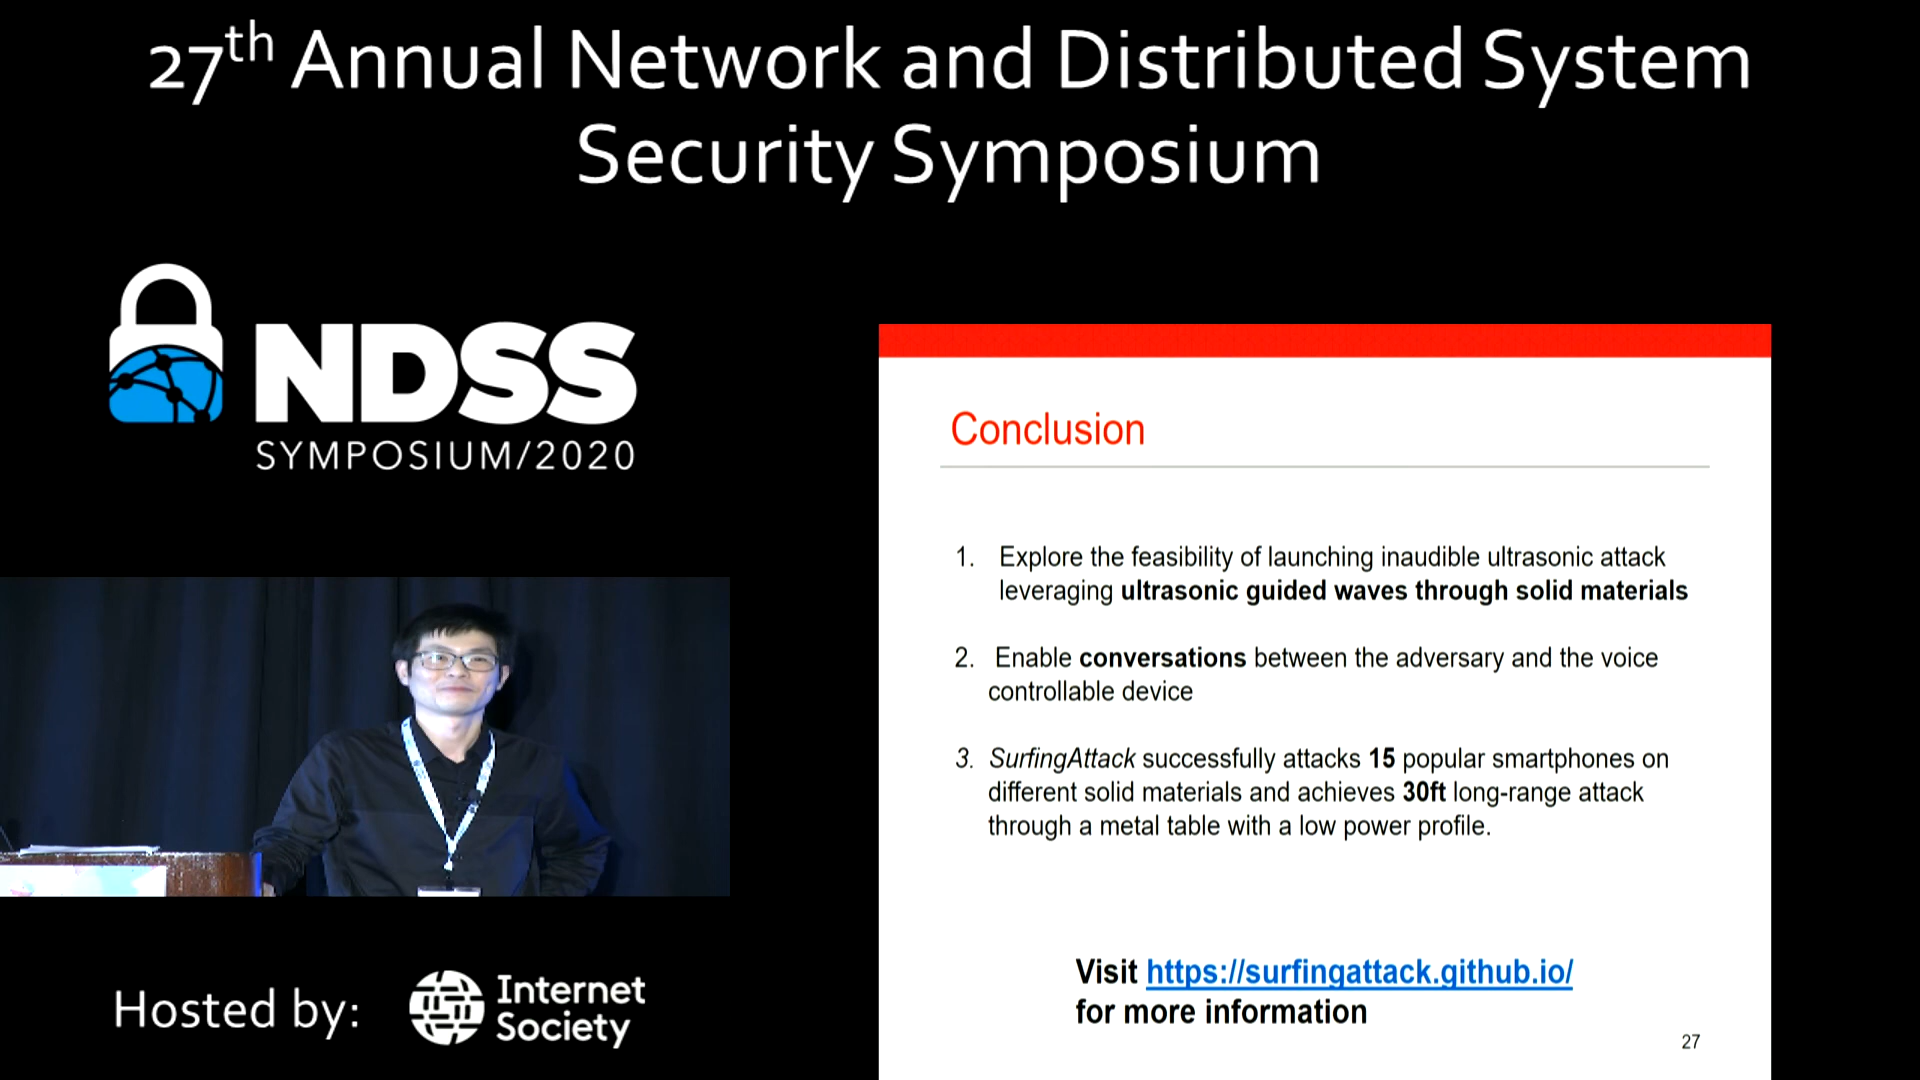 27th Annual Network and Distributed System
Security Symposium
NDSS
SYMPOSIUM/2020
Conclusion
1. Explore the feasibility of launching inaudible ultrasonic attack
leveraging ultrasonic guided waves through solid materials
2. Enable conversations between the adversary and the voice
controllable device
3. SurfingAttack successfully attacks 15 popular smartphones on
different solid materials and achieves 30ft long-range attack
through a metal table with a low power profile.
Visit https://surfingattack.github.io/
for more information
27
Hosted by:
Internet
Society